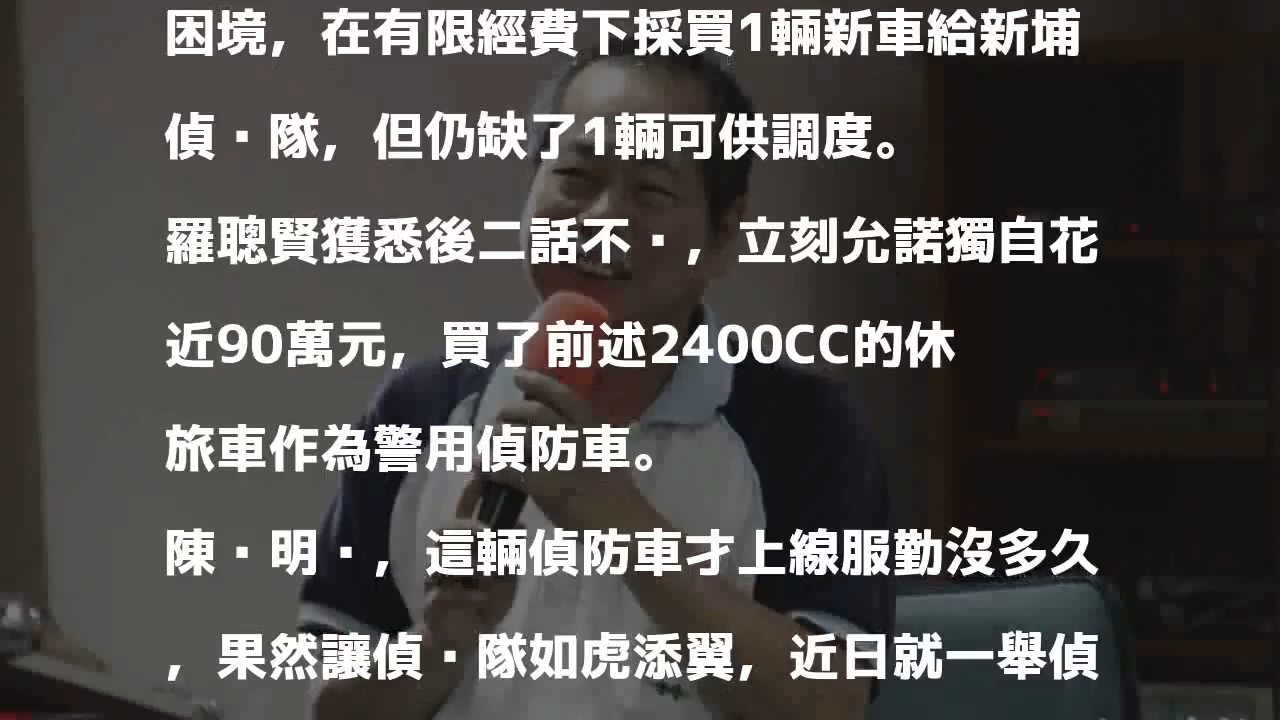 困境，在有限經費下採買1輛新車給新埔
偵▪隊，但仍缺了1輛可供調度。
羅聰賢獲悉後二話不▪，立刻允諾獨自花
近90萬元，買了前述2400CC的休
旅車作為警用偵防車。
陳▪明▪，這輛偵防車才上線服勤沒多久
，果然讓偵▪隊如虎添翼，近日就一舉偵